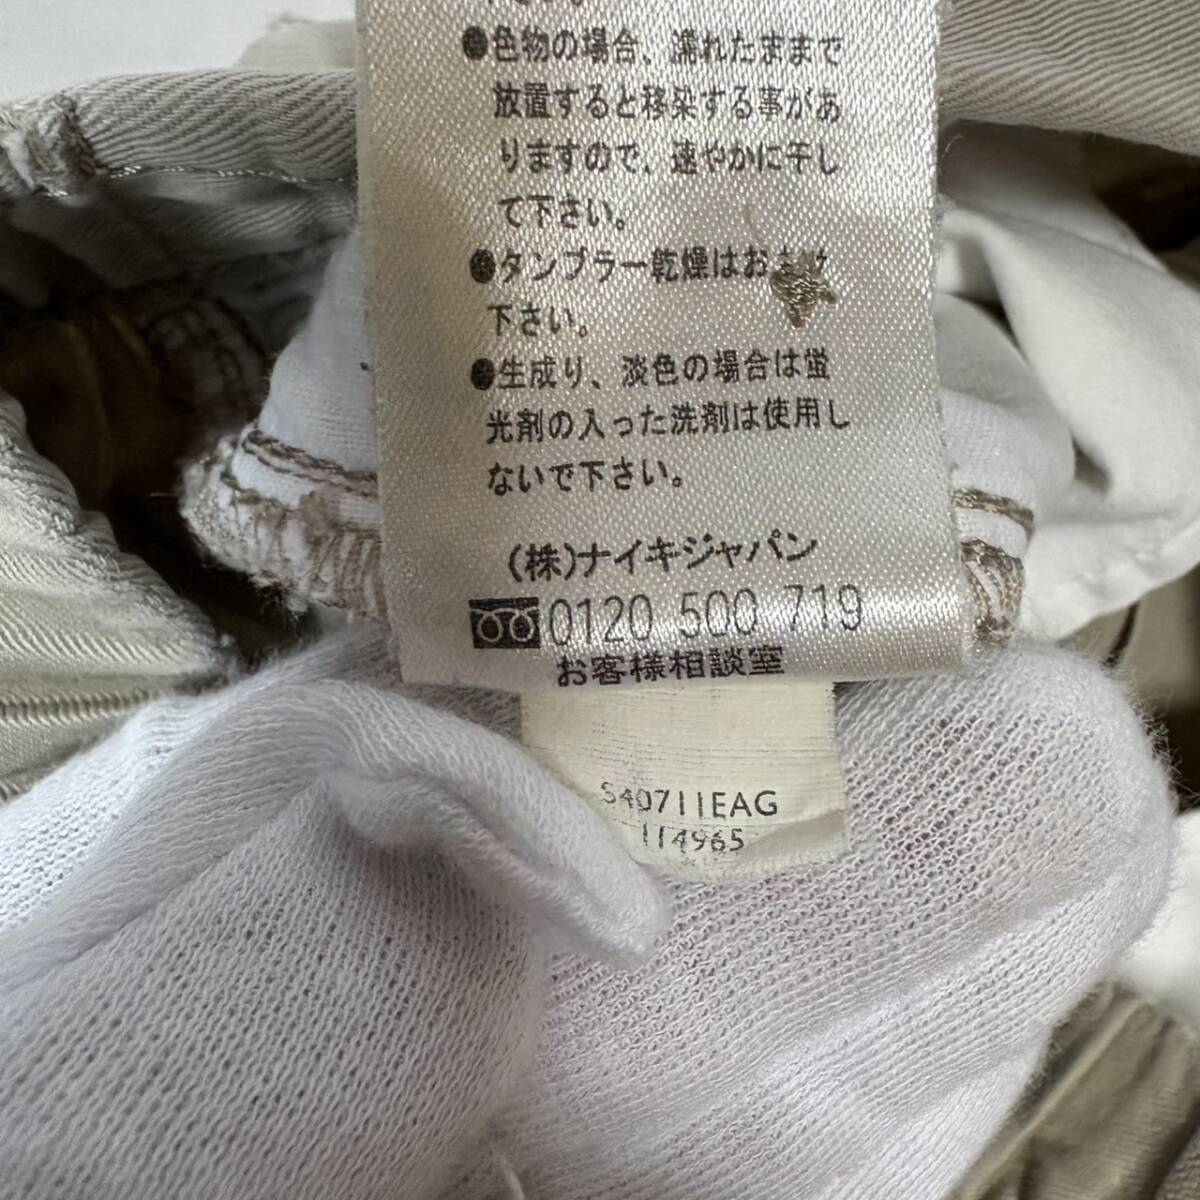 ●色物の場合、濡れたままで
放置すると移染する事があ
りますので、速やかに干し
て下さい。
●タンブラー乾燥はおさけ
下さい。
●生成り、淡色の場合は蛍
光剤の入った洗剤は使用し
ないで下さい。
(株)ナイキジャパン
0120 500 719
お客様相談室
S40711EAG
114965